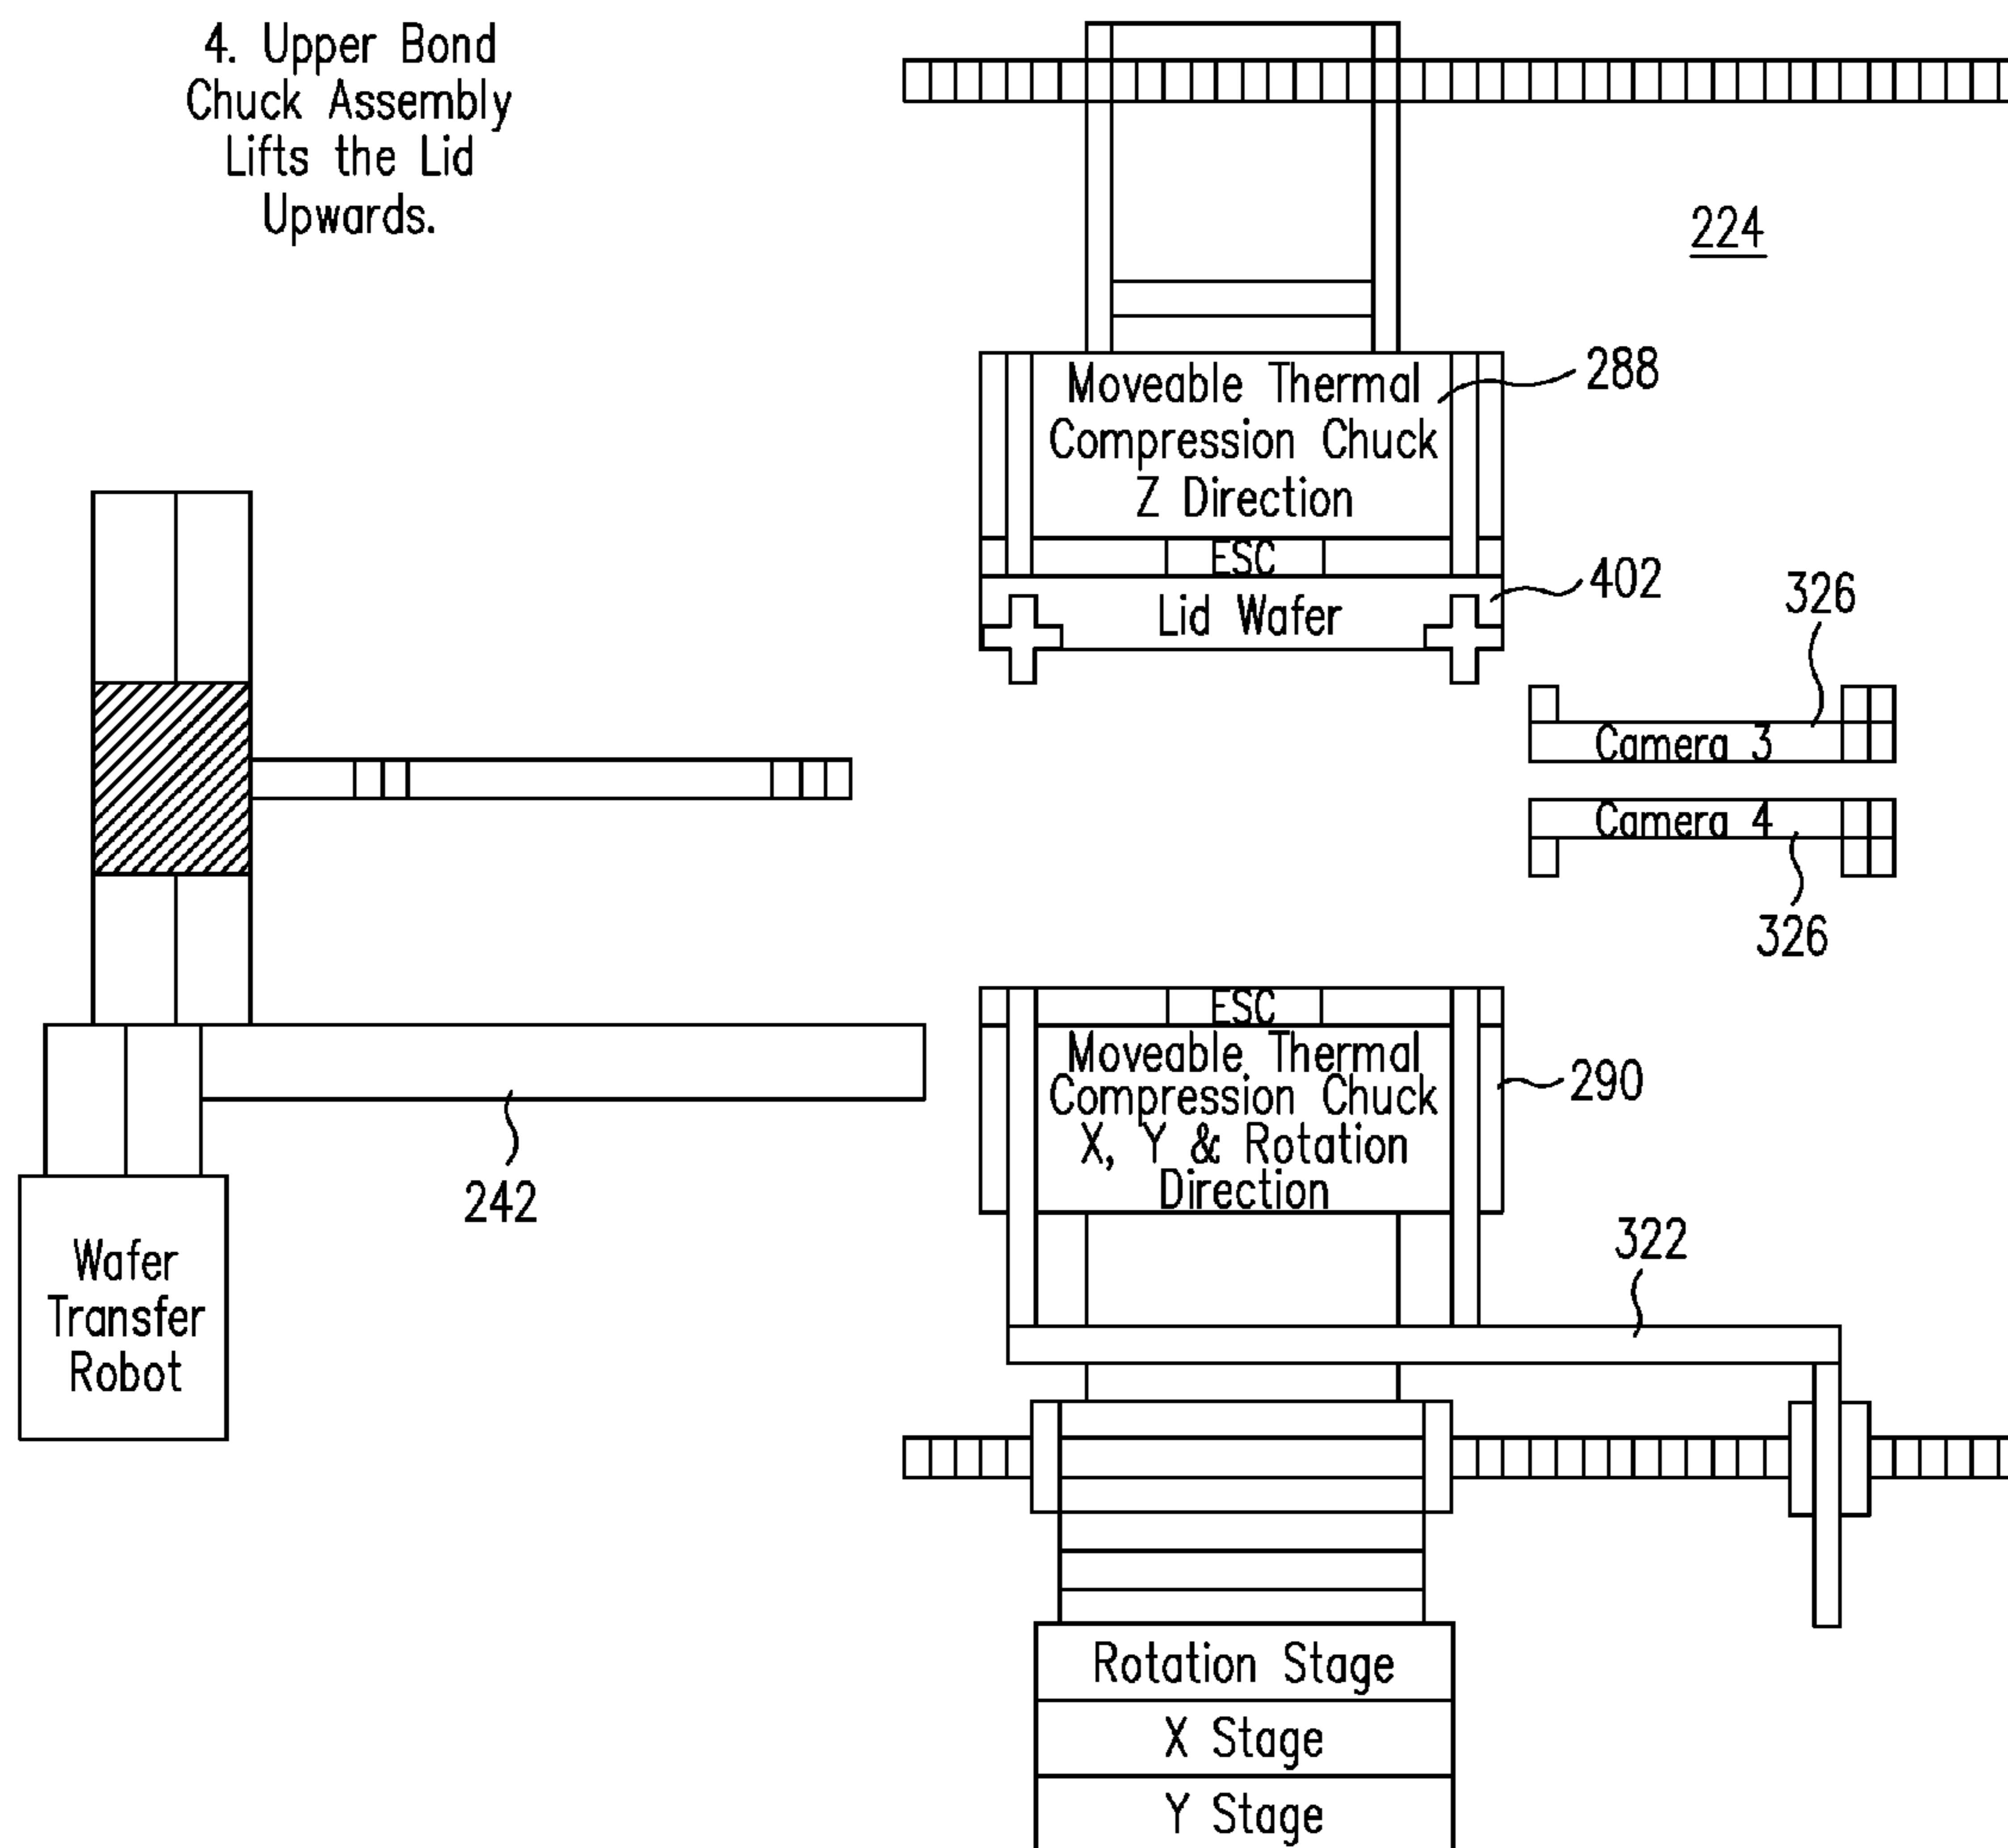 4. Upper Bond
Chuck Assembly
Lifts the Lid
Upwards.
224
Moveable Thermal
Compression Chuck
Z Direction
288
ESC
Lid Wafer
402
326
Camera 3
Camera 4
326
ESC
Moveable Thermal
Compression Chuck
X, Y & Rotation
Direction
290
242
Wafer
Transfer
Robot
322
Rotation Stage
X Stage
Y Stage